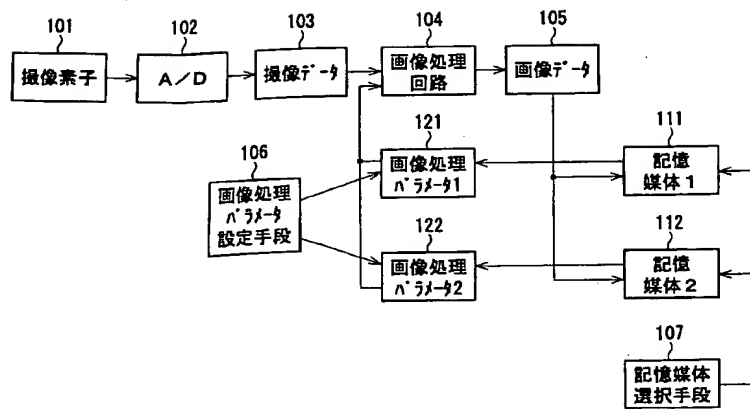 101
撮像素子
102
A/D
103
撮像データ
104
画像処理
回路
105
画像データ
106
画像処理
パラメータ
設定手段
121
画像処理
パラメータ1
122
画像処理
パラメータ2
111
記憶
媒体1
112
記憶
媒体2
107
記憶媒体
選択手段